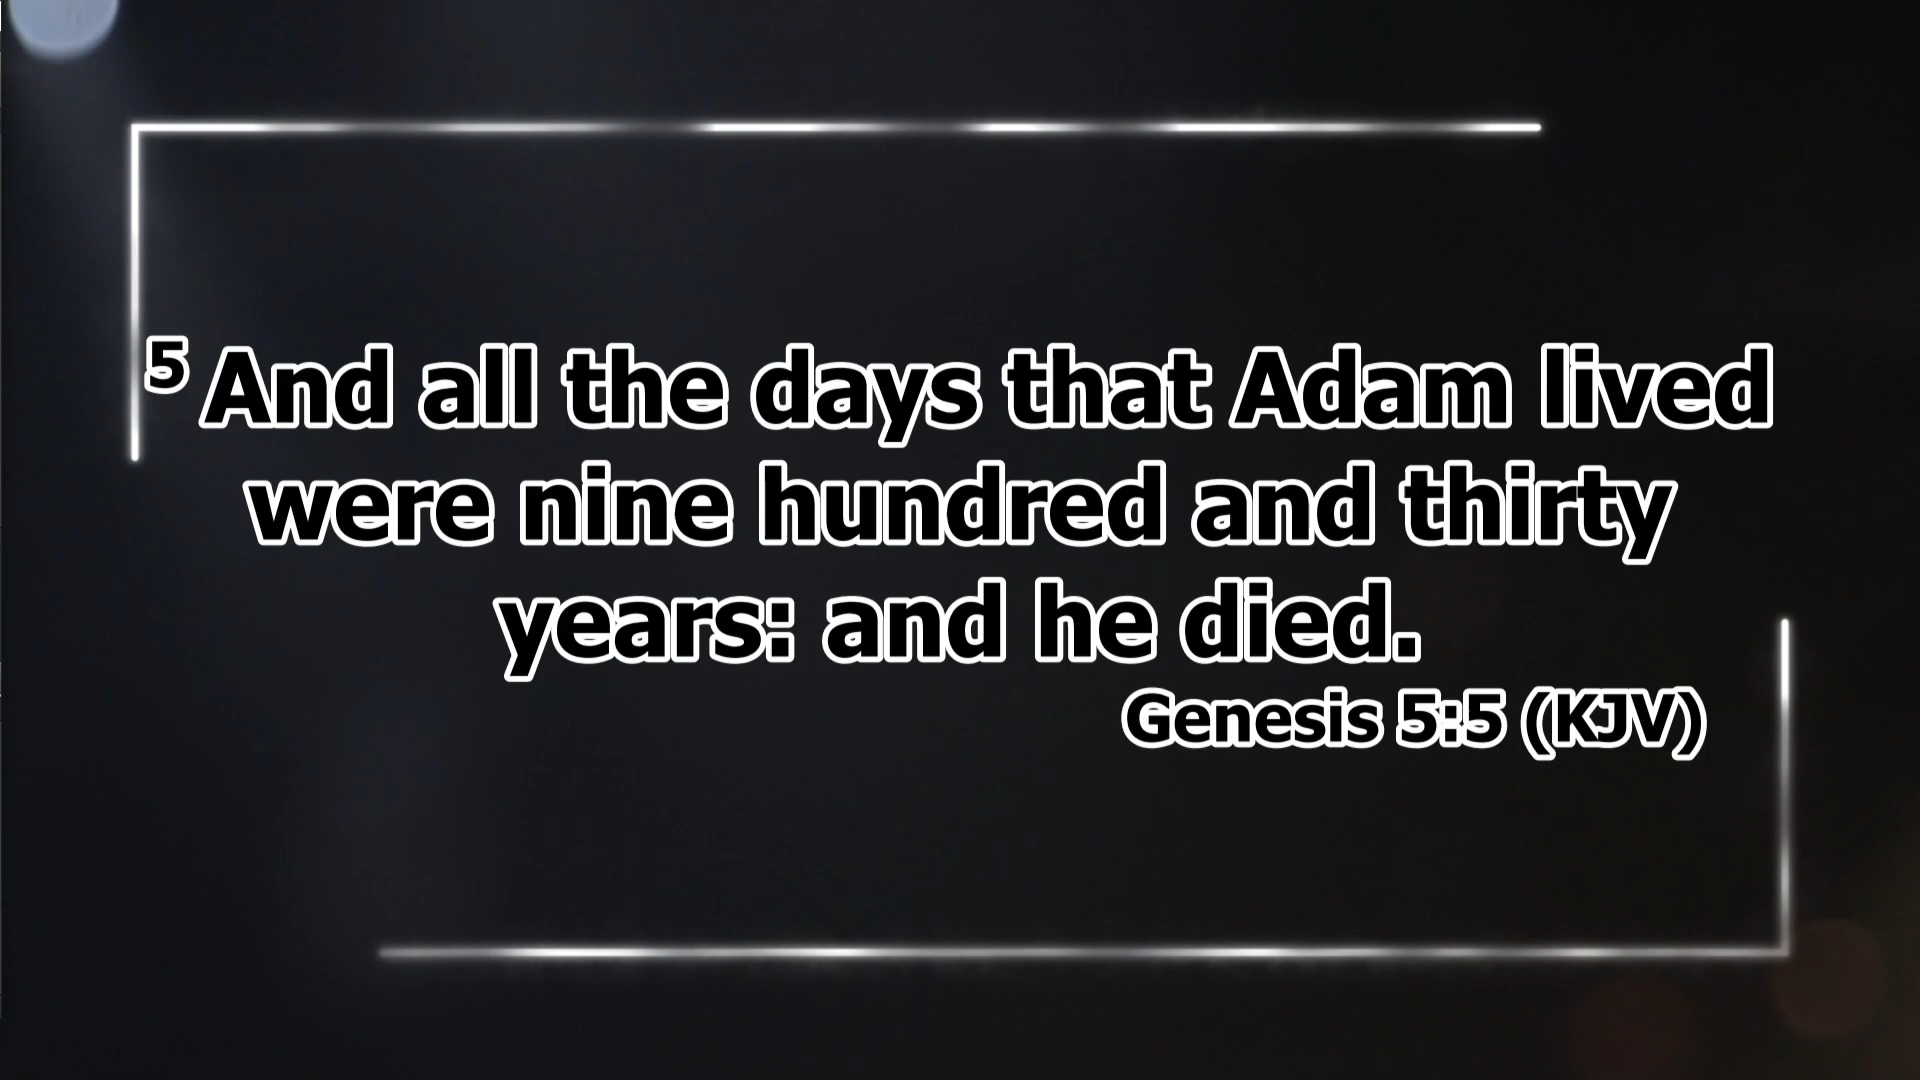 5 And all the days that Adam lived
were nine hundred and thirty
years: and he died.
Genesis 5:5 (KJV)